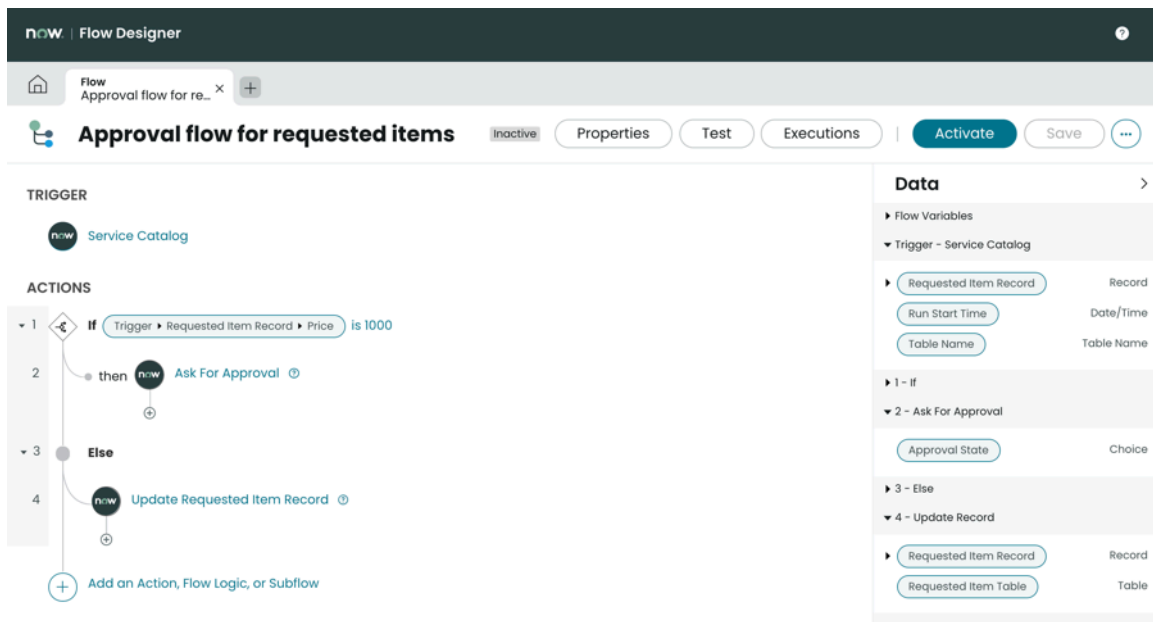 now. | Flow Designer
Flow
Approval flow for re…
Approval flow for requested items Inactive Properties Test Executions Activate Save
TRIGGER
now Service Catalog
ACTIONS
1 If Trigger ▸ Requested Item Record ▸ Price is 1000
2 then now Ask For Approval
3 Else
4 now Update Requested Item Record
Add an Action, Flow Logic, or Subflow
Data
Flow Variables
Trigger - Service Catalog
Requested Item Record Record
Run Start Time Date/Time
Table Name Table Name
1 - If
2 - Ask For Approval
Approval State Choice
3 - Else
4 - Update Record
Requested Item Record Record
Requested Item Table Table